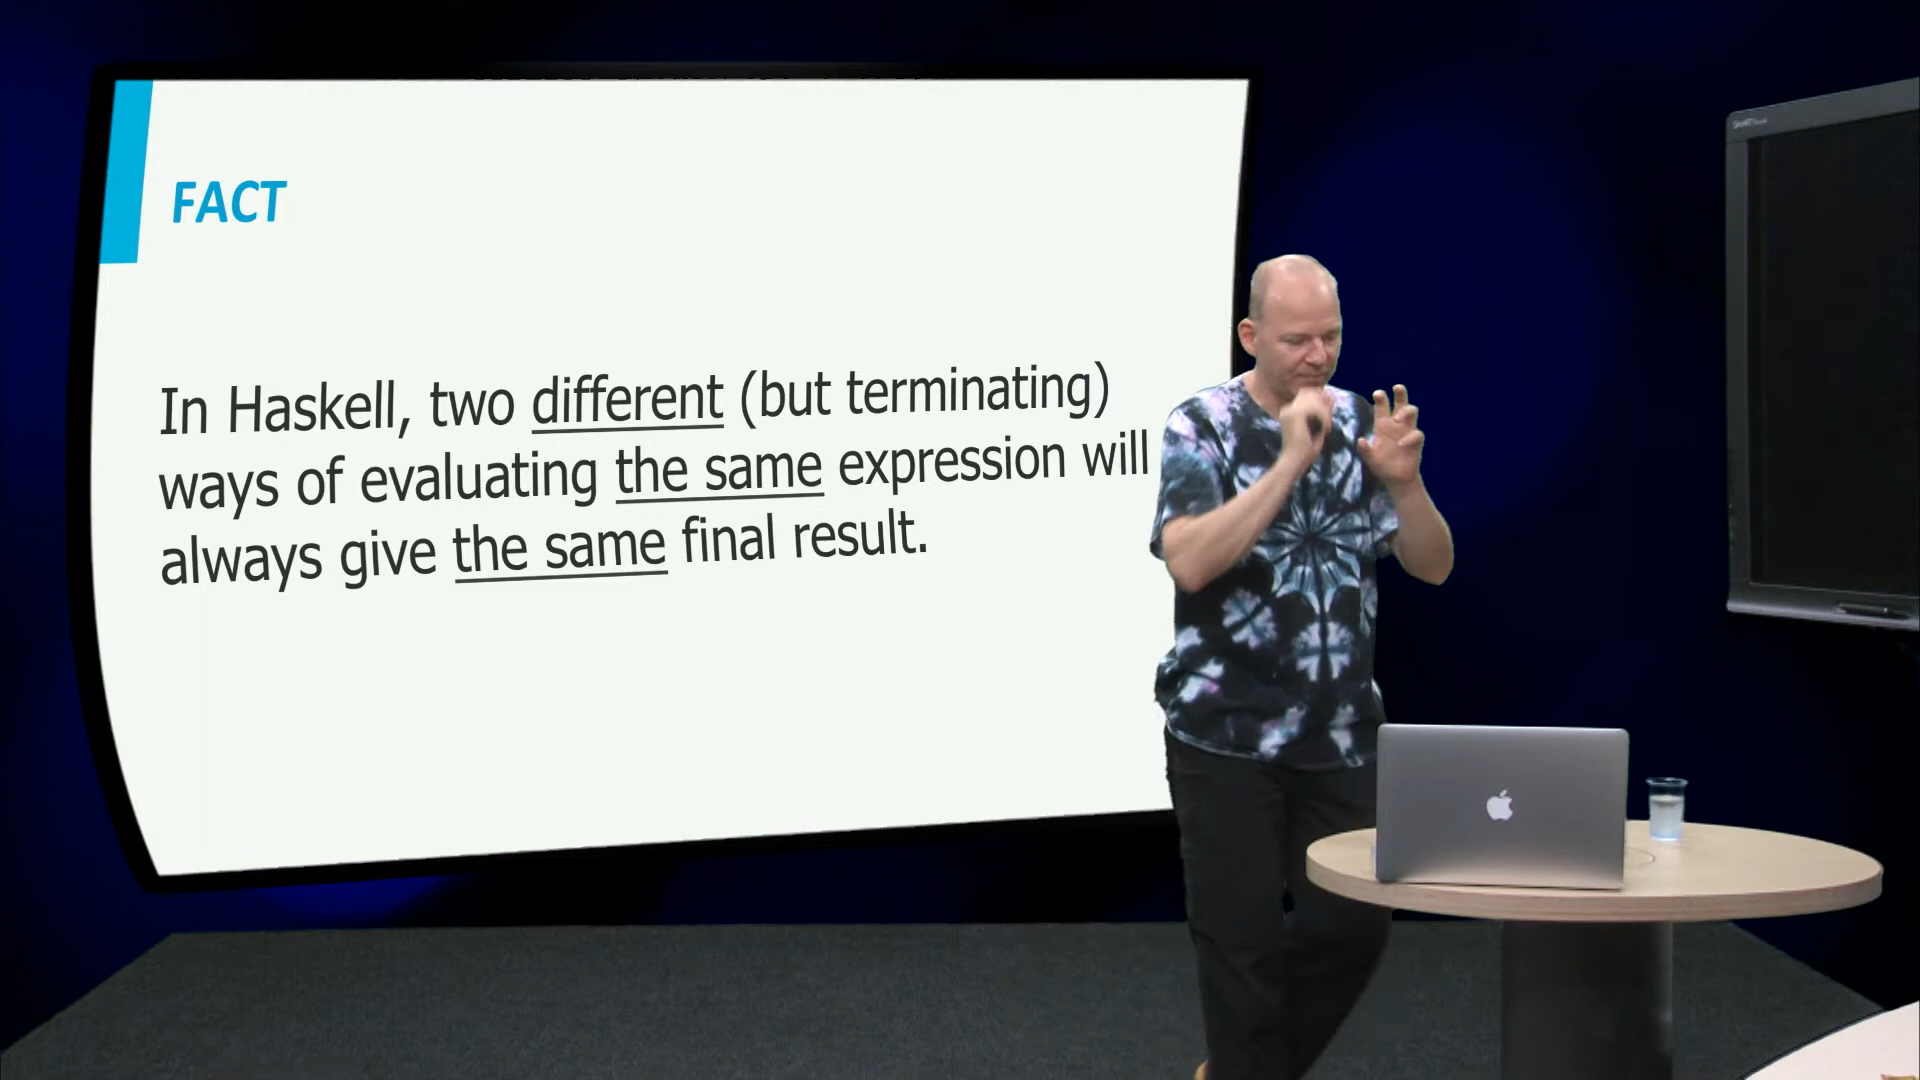 FACT
In Haskell, two different (but terminating)
ways of evaluating the same expression will
always give the same final result.